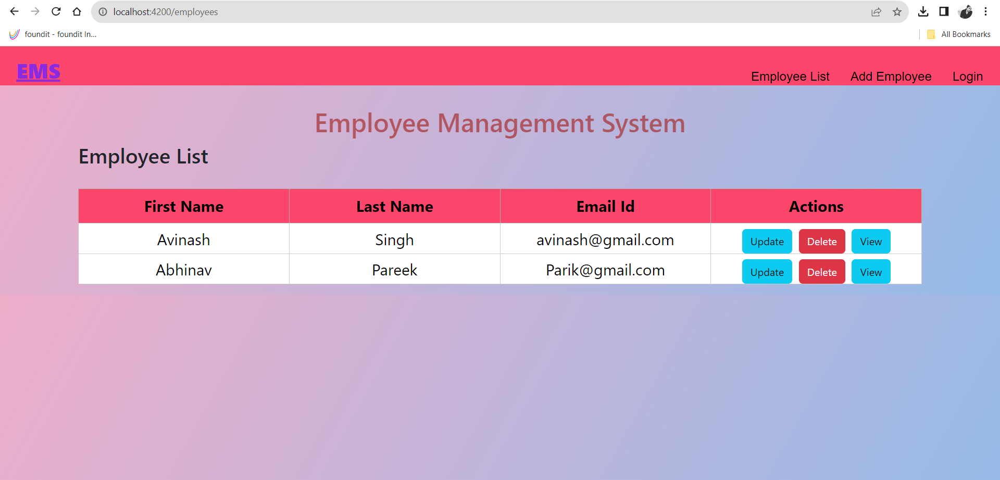 localhost:4200/employees
foundit - foundit In...
All Bookmarks
EMS
Employee List Add Employee Login
Employee Management System
Employee List
First Name Last Name Email Id Actions
Avinash Singh avinash@gmail.com Update Delete View
Abhinav Pareek Parik@gmail.com Update Delete View